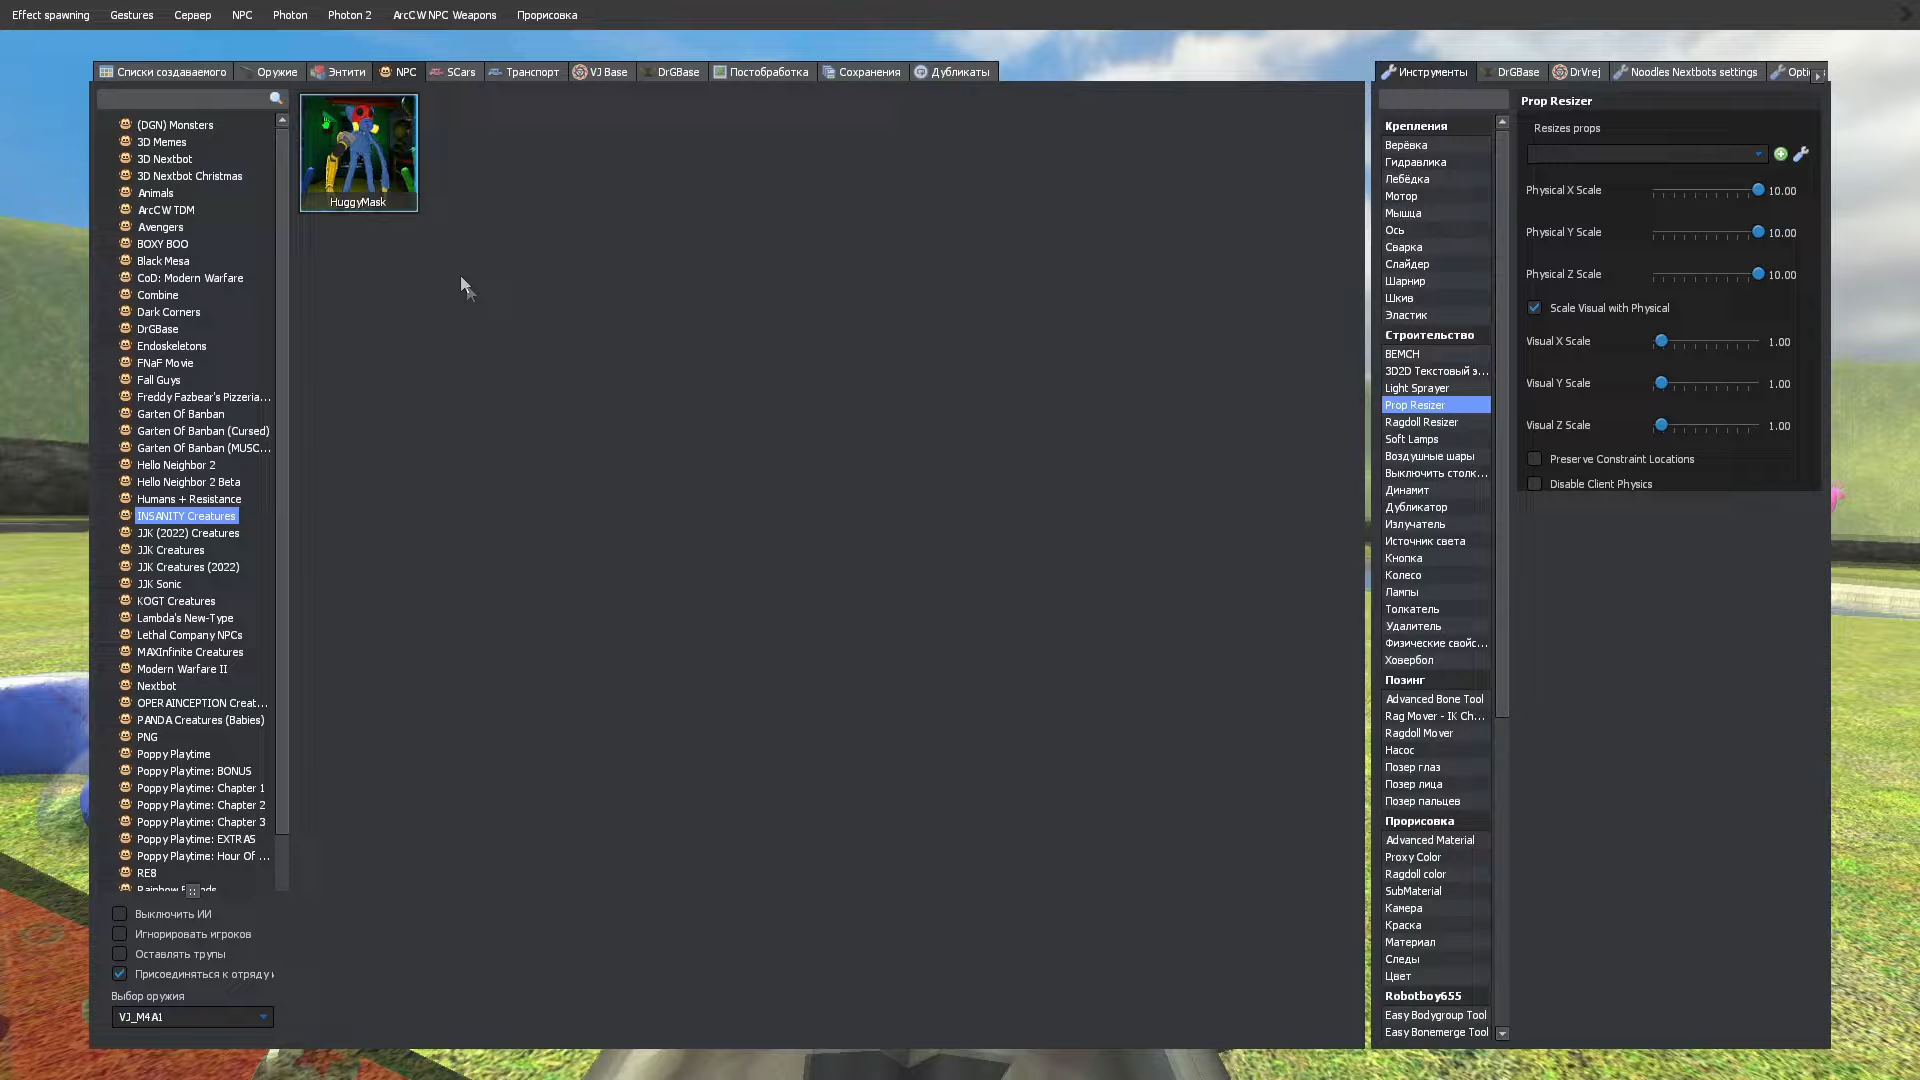 Effect spawning Gestures Сервер NPC Photon Photon 2 ArcCW NPC Weapons Прорисовка
Списки создаваемого Оружие Энтити NPC SCars Транспорт VJ Base DrGBase Постобработка Сохранения Дубликаты
(DGN) Monsters
3D Memes
3D Nextbot
3D Nextbot Christmas
Animals
ArcCW TDM
Avengers
BOXY BOO
Black Mesa
CoD: Modern Warfare
Combine
Dark Corners
DrGBase
Endoskeletons
FNaF Movie
Fall Guys
Freddy Fazbear's Pizzeria...
Garten Of Banban
Garten Of Banban (Cursed)
Garten Of Banban (MUSC...
Hello Neighbor 2
Hello Neighbor 2 Beta
Humans + Resistance
INSANITY Creatures
JJK (2022) Creatures
JJK Creatures
JJK Creatures (2022)
JJK Sonic
KOGT Creatures
Lambda's New-Type
Lethal Company NPCs
MAXInfinite Creatures
Modern Warfare II
Nextbot
OPERAINCEPTION Creat...
PANDA Creatures (Babies)
PNG
Poppy Playtime
Poppy Playtime: BONUS
Poppy Playtime: Chapter 1
Poppy Playtime: Chapter 2
Poppy Playtime: Chapter 3
Poppy Playtime: EXTRAS
Poppy Playtime: Hour Of ...
RE8
Выключить ИИ
Игнорировать игроков
Оставлять трупы
Присоединяться к отряду
Выбор оружия
VJ_M4A1
HuggyMask
Инструменты DrGBase DrVrej Noodles Nextbots settings Opti
Крепления
Верёвка
Гидравлика
Лебёдка
Мотор
Мышца
Ось
Сварка
Слайдер
Шарнир
Шкив
Эластик
Строительство
BEMCH
3D2D Текстовый э...
Light Sprayer
Prop Resizer
Ragdoll Resizer
Soft Lamps
Воздушные шары
Выключить столк...
Динамит
Дубликатор
Излучатель
Источник света
Кнопка
Колесо
Лампы
Толкатель
Удалитель
Физические свойс...
Ховербол
Позинг
Advanced Bone Tool
Rag Mover - IK Ch...
Ragdoll Mover
Насос
Позер глаз
Позер лица
Позер пальцев
Прорисовка
Advanced Material
Proxy Color
Ragdoll color
SubMaterial
Камера
Краска
Материал
Следы
Цвет
Robotboy655
Easy Bodygroup Tool
Easy Bonemerge Tool
Prop Resizer
Resizes props
Physical X Scale 10.00
Physical Y Scale 10.00
Physical Z Scale 10.00
Scale Visual with Physical
Visual X Scale 1.00
Visual Y Scale 1.00
Visual Z Scale 1.00
Preserve Constraint Locations
Disable Client Physics